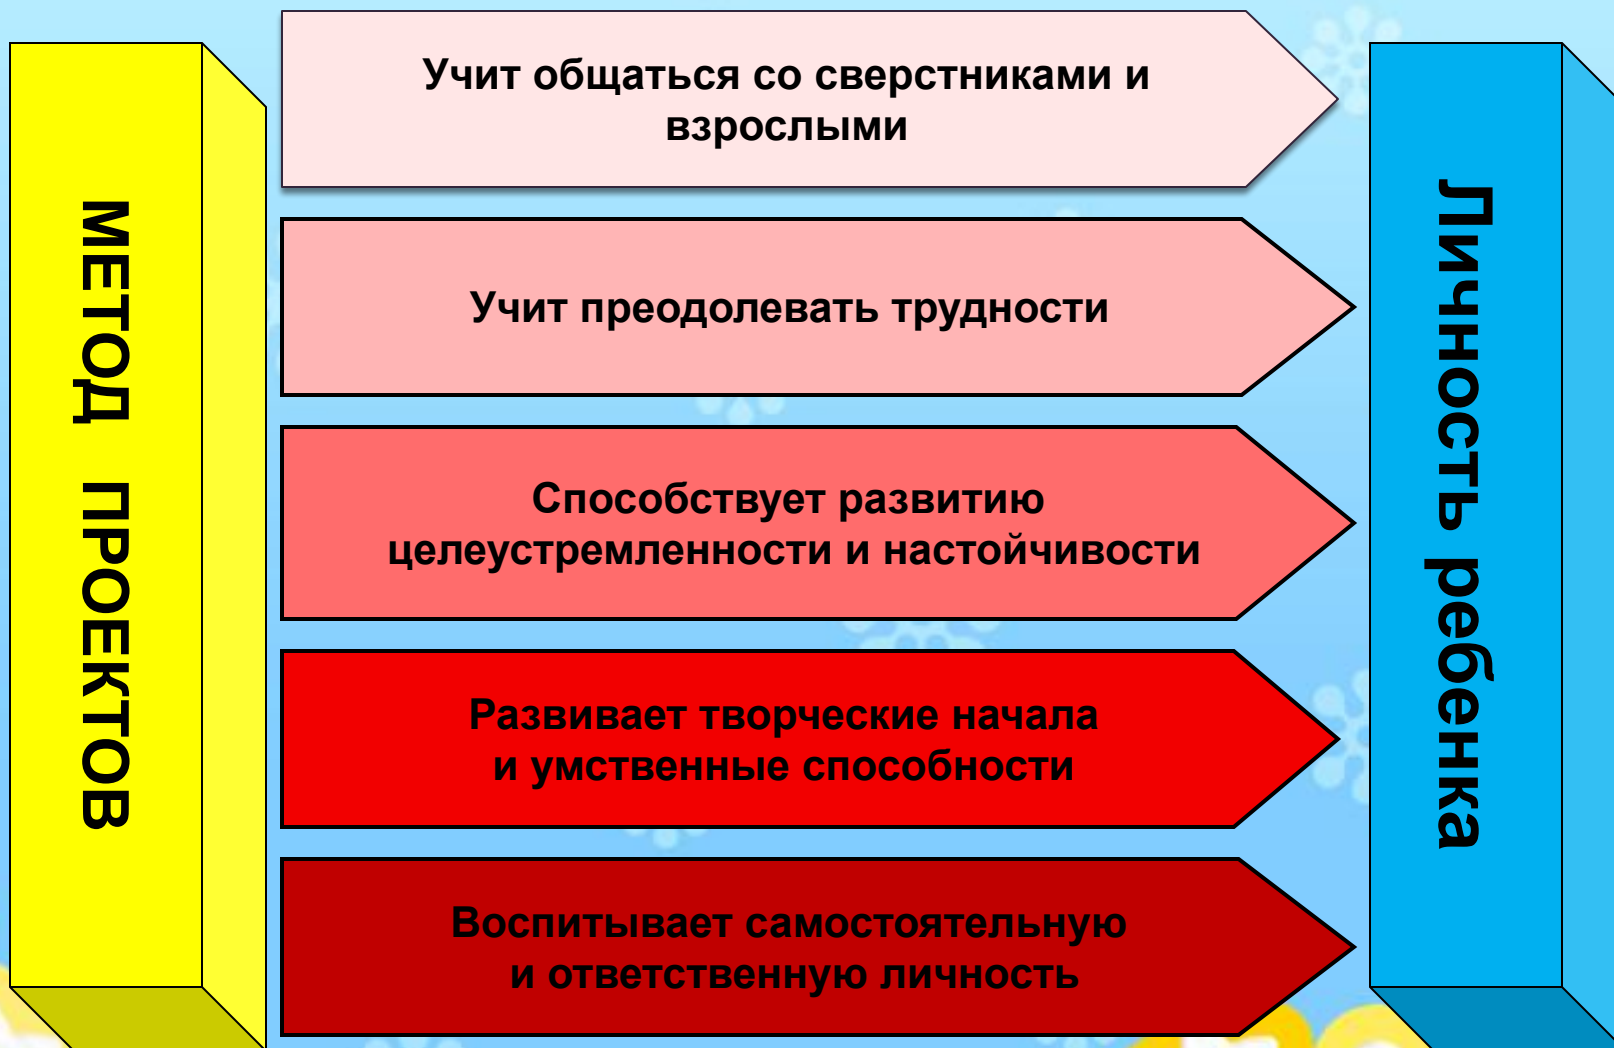 МЕТОД ПРОЕКТОВ
Учит общаться со сверстниками и
взрослыми
Учит преодолевать трудности
Способствует развитию
целеустремленности и настойчивости
Развивает творческие начала
и умственные способности
Воспитывает самостоятельную
и ответственную личность
Личность ребенка